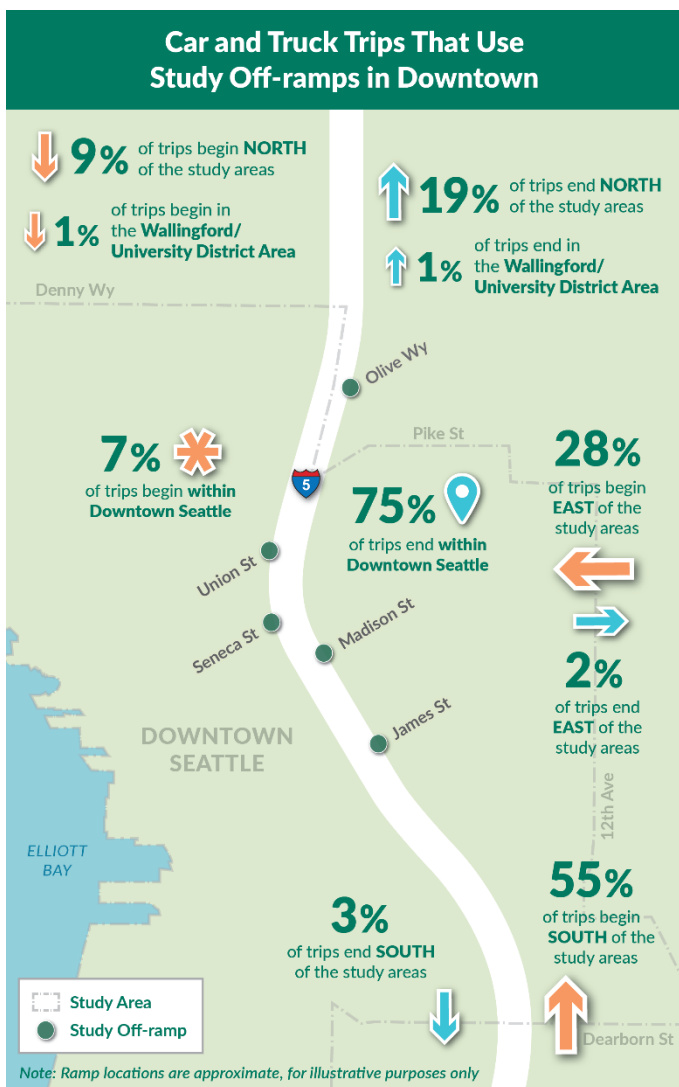 Car and Truck Trips That Use
Study Off-ramps in Downtown
9%
of trips begin NORTH
of the study areas
1%
of trips begin in
the Wallingford/
University District Area
19%
of trips end NORTH
of the study areas
1%
of trips end in
the Wallingford/
University District Area
Denny Wy
Olive Wy
Pike St
7%
of trips begin within
Downtown Seattle
5
75%
of trips end within
Downtown Seattle
28%
of trips begin
EAST of the
study areas
Union St
Seneca St
Madison St
2%
of trips end
EAST of the
study areas
James St
DOWNTOWN
SEATTLE
12th Ave
ELLIOTT
BAY
3%
of trips end SOUTH
of the study areas
55%
of trips begin
SOUTH of the
study areas
Study Area
Study Off-ramp
Dearborn St
Note: Ramp locations are approximate, for illustrative purposes only